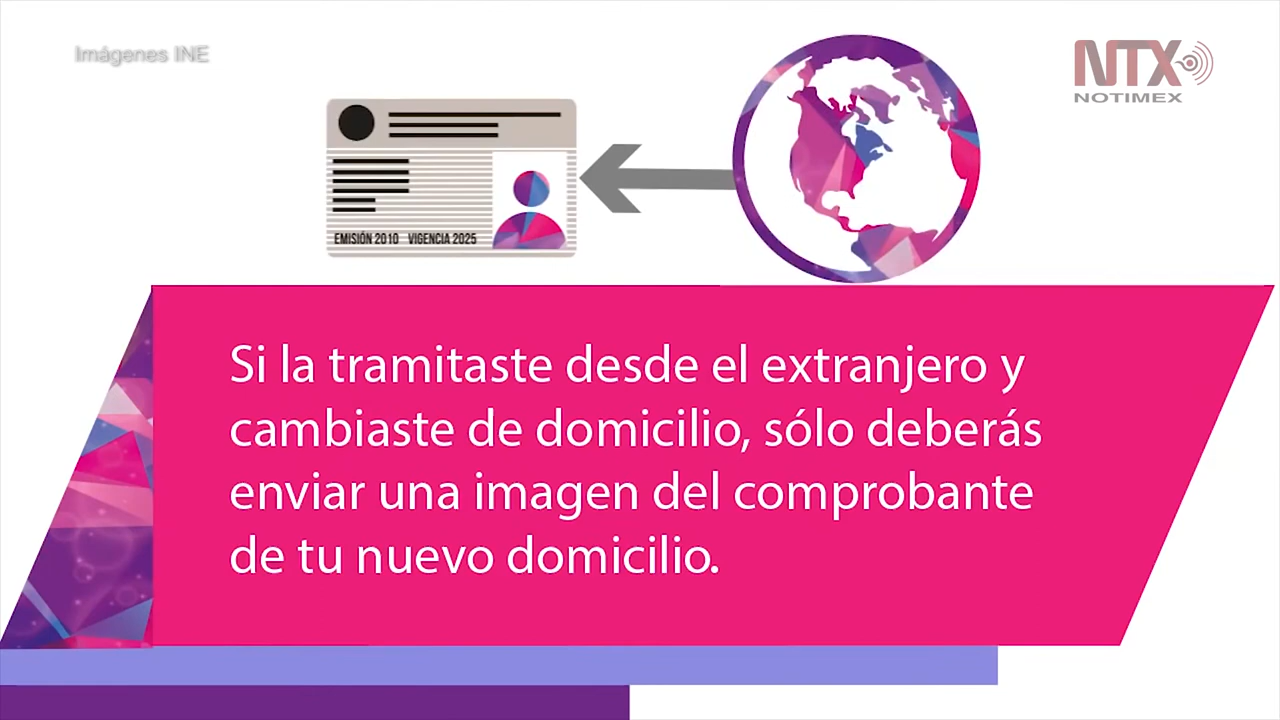 Imágenes INE
NTX
NOTIMEX
EMISIÓN 2010 VIGENCIA 2025
Si la tramitaste desde el extranjero y
cambiaste de domicilio, sólo deberás
enviar una imagen del comprobante
de tu nuevo domicilio.